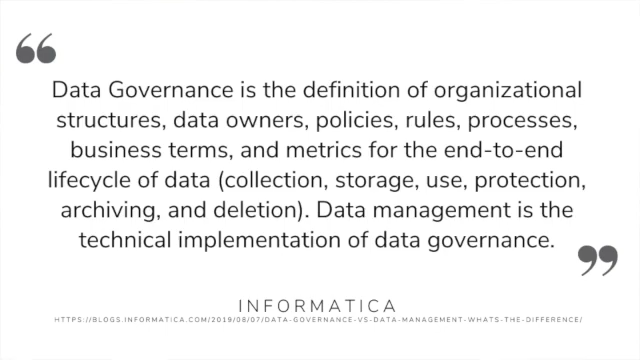 “
Data Governance is the definition of organizational
structures, data owners, policies, rules, processes,
business terms, and metrics for the end-to-end
lifecycle of data (collection, storage, use, protection,
archiving, and deletion). Data management is the
technical implementation of data governance.
”
INFORMATICA
HTTPS://BLOGS.INFORMATICA.COM/2019/08/07/DATA-GOVERNANCE-VS-DATA-MANAGEMENT-WHATS-THE-DIFFERENCE/